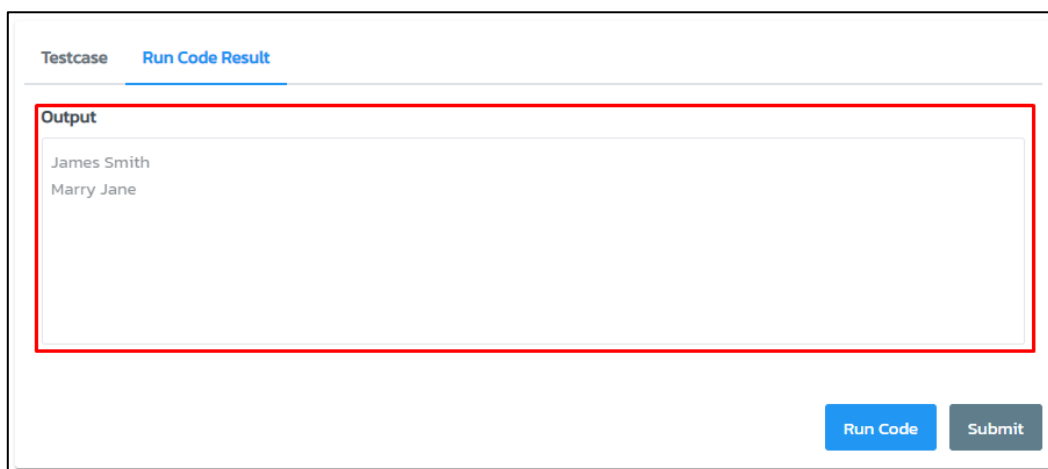 Testcase Run Code Result
Output
James Smith
Marry Jane
Run Code Submit